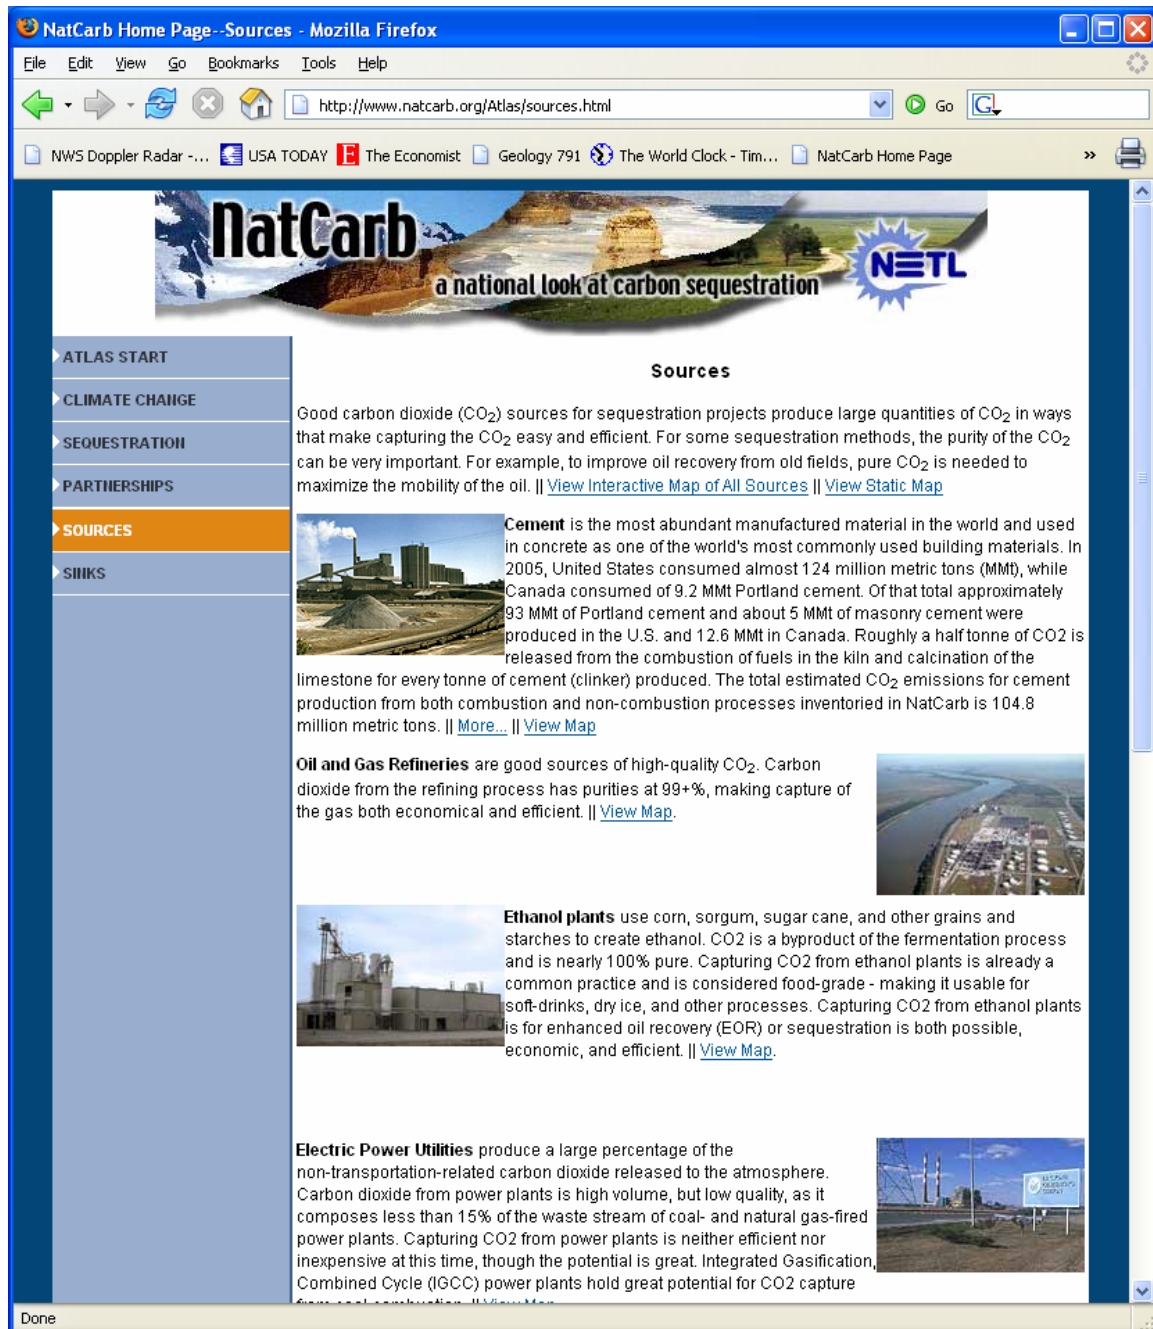 NatCarb Home Page--Sources - Mozilla Firefox
File Edit View Go Bookmarks Tools Help
http://www.natcarb.org/Atlas/sources.html Go G
NWS Doppler Radar -... USA TODAY E The Economist Geology 791 The World Clock - Tim... NatCarb Home Page »
NatCarb
a national look at carbon sequestration
NETL
ATLAS START
CLIMATE CHANGE
SEQUESTRATION
PARTNERSHIPS
SOURCES
SINKS
Sources
Good carbon dioxide (CO2) sources for sequestration projects produce large quantities of CO2 in ways
that make capturing the CO2 easy and efficient. For some sequestration methods, the purity of the CO2
can be very important. For example, to improve oil recovery from old fields, pure CO2 is needed to
maximize the mobility of the oil. || View Interactive Map of All Sources || View Static Map
Cement is the most abundant manufactured material in the world and used
in concrete as one of the world's most commonly used building materials. In
2005, United States consumed almost 124 million metric tons (MMt), while
Canada consumed of 9.2 MMt Portland cement. Of that total approximately
93 MMt of Portland cement and about 5 MMt of masonry cement were
produced in the U.S. and 12.6 MMt in Canada. Roughly a half tonne of CO2 is
released from the combustion of fuels in the kiln and calcination of the
limestone for every tonne of cement (clinker) produced. The total estimated CO2 emissions for cement
production from both combustion and non-combustion processes inventoried in NatCarb is 104.8
million metric tons. || More... || View Map
Oil and Gas Refineries are good sources of high-quality CO2. Carbon
dioxide from the refining process has purities at 99+%, making capture of
the gas both economical and efficient. || View Map.
Ethanol plants use corn, sorgum, sugar cane, and other grains and
starches to create ethanol. CO2 is a byproduct of the fermentation process
and is nearly 100% pure. Capturing CO2 from ethanol plants is already a
common practice and is considered food-grade - making it usable for
soft-drinks, dry ice, and other processes. Capturing CO2 from ethanol plants
is for enhanced oil recovery (EOR) or sequestration is both possible,
economic, and efficient. || View Map.
Electric Power Utilities produce a large percentage of the
non-transportation-related carbon dioxide released to the atmosphere.
Carbon dioxide from power plants is high volume, but low quality, as it
composes less than 15% of the waste stream of coal- and natural gas-fired
power plants. Capturing CO2 from power plants is neither efficient nor
inexpensive at this time, though the potential is great. Integrated Gasification,
Combined Cycle (IGCC) power plants hold great potential for CO2 capture
from coal combustion. || View Map
Done